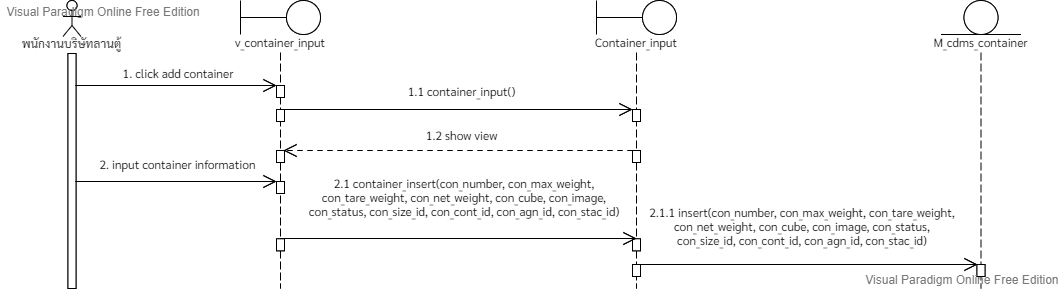 Visual Paradigm Online Free Edition
พนักงานบริษัทลานตู้
v_container_input
Container_input
M_cdms_container
1. click add container
1.1 container_input()
1.2 show view
2. input container information
2.1 container_insert(con_number, con_max_weight,
con_tare_weight, con_net_weight, con_cube, con_image,
con_status, con_size_id, con_cont_id, con_agn_id, con_stac_id)
2.1.1 insert(con_number, con_max_weight, con_tare_weight,
con_net_weight, con_cube, con_image, con_status,
con_size_id, con_cont_id, con_agn_id, con_stac_id)
Visual Paradigm Online Free Edition